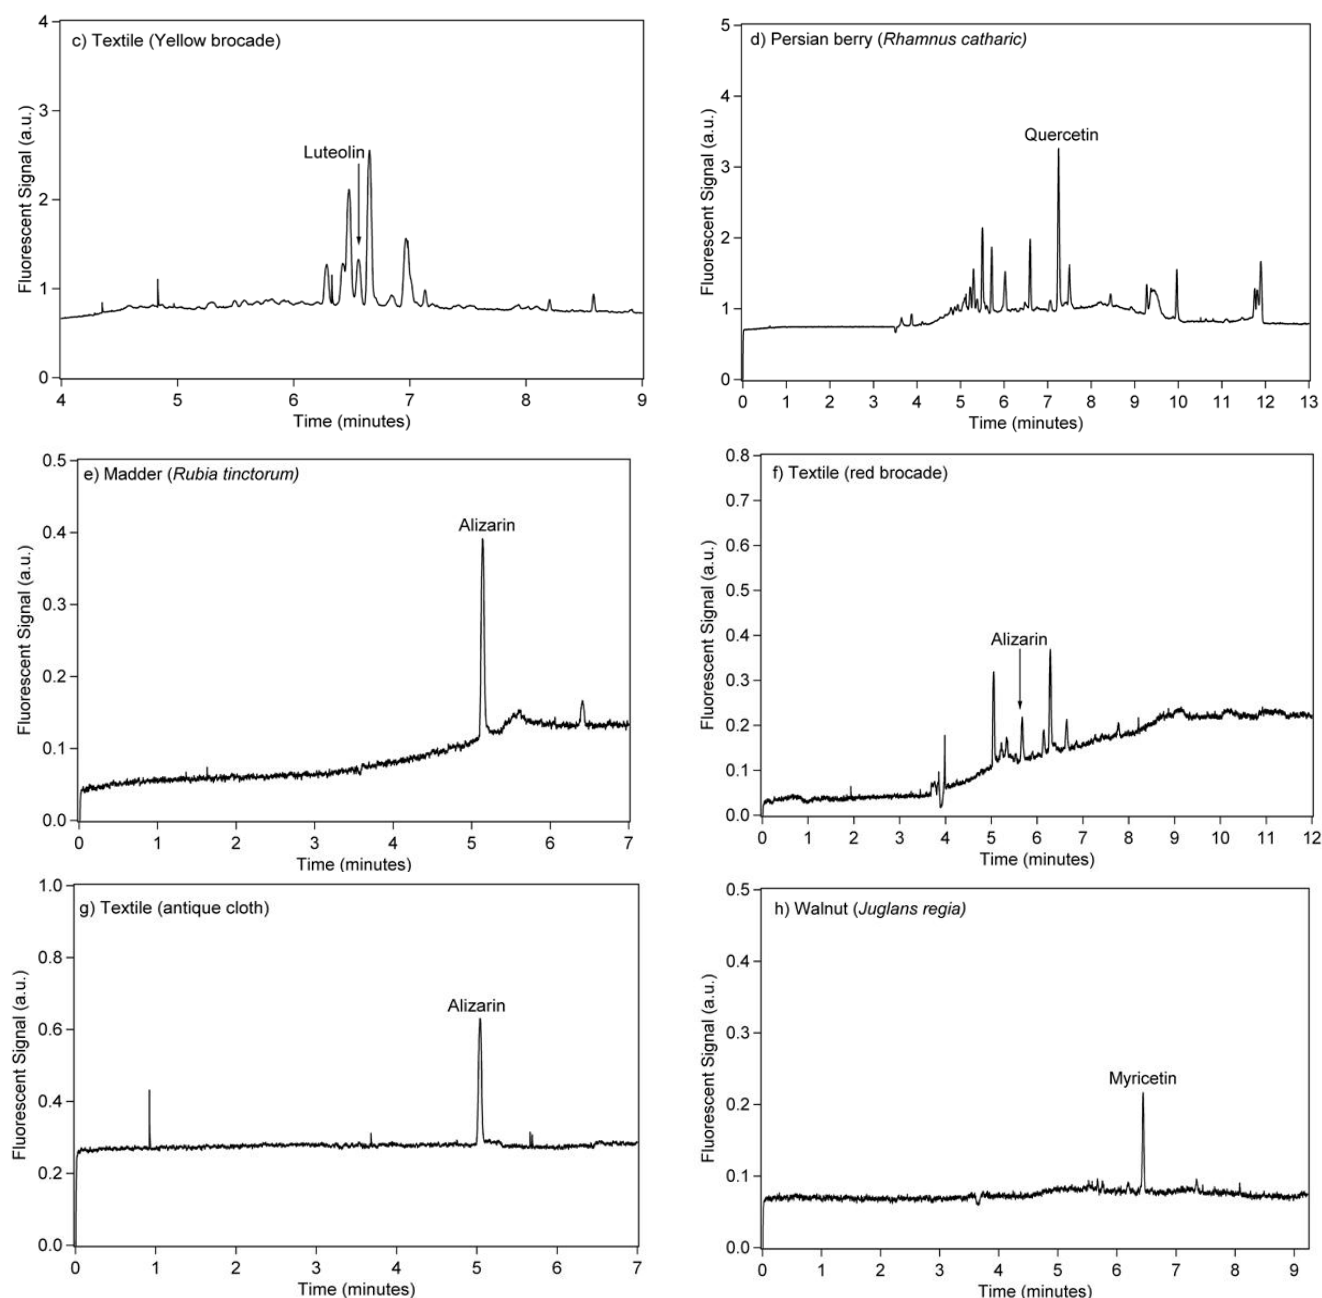 c) Textile (Yellow brocade)
Fluorescent Signal (a.u.)
4
3
2
1
0
Luteolin
4 5 6 7 8 9
Time (minutes)
d) Persian berry (Rhamnus catharic)
Fluorescent Signal (a.u.)
5
4
3
2
1
0
Quercetin
0 1 2 3 4 5 6 7 8 9 10 11 12 13
Time (minutes)
e) Madder (Rubia tinctorum)
Fluorescent Signal (a.u.)
0.5
0.4
0.3
0.2
0.1
0.0
Alizarin
0 1 2 3 4 5 6 7
Time (minutes)
f) Textile (red brocade)
Fluorescent Signal (a.u.)
0.8
0.7
0.6
0.5
0.4
0.3
0.2
0.1
0.0
Alizarin
0 1 2 3 4 5 6 7 8 9 10 11 12
Time (minutes)
g) Textile (antique cloth)
Fluorescent Signal (a.u.)
1.0
0.8
0.6
0.4
0.2
0.0
Alizarin
0 1 2 3 4 5 6 7
Time (minutes)
h) Walnut (Juglans regia)
Fluorescent Signal (a.u.)
0.5
0.4
0.3
0.2
0.1
0.0
Myricetin
0 1 2 3 4 5 6 7 8 9
Time (minutes)